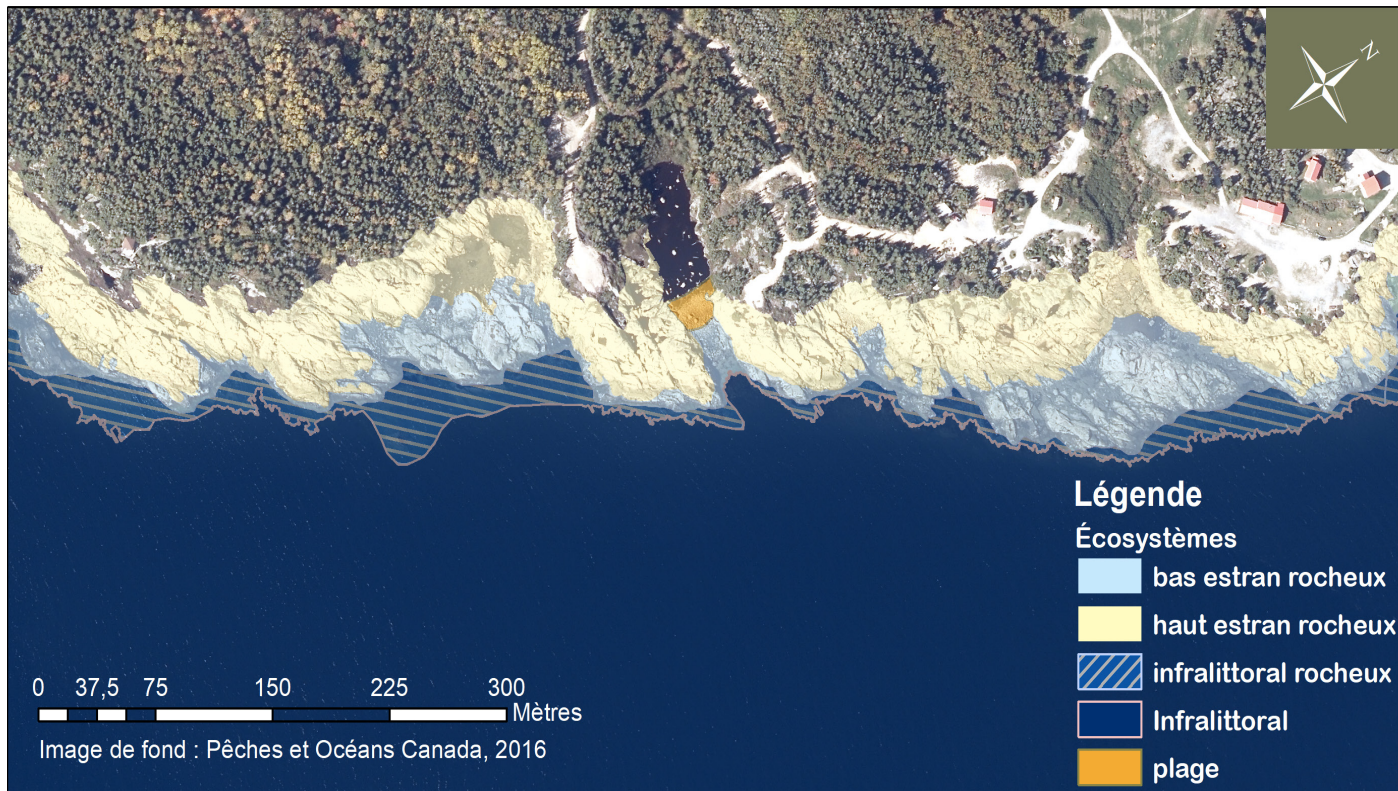 N
Légende
Écosystèmes
bas estran rocheux
haut estran rocheux
infralittoral rocheux
Infralittoral
plage
0 37,5 75 150 225 300
Mètres
Image de fond : Pêches et Océans Canada, 2016